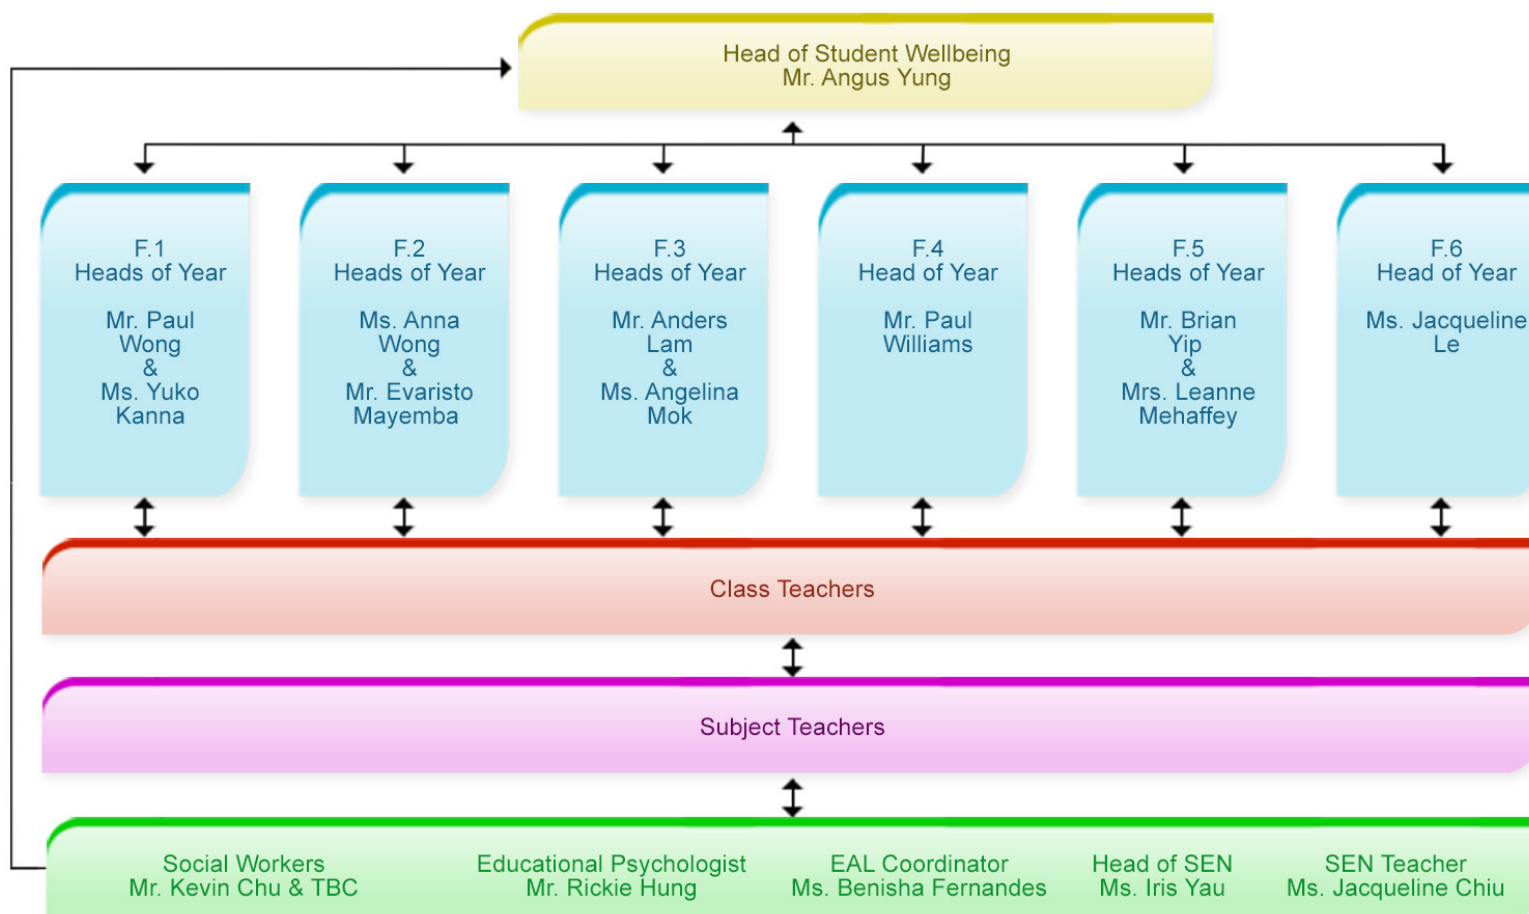 Head of Student Wellbeing
Mr. Angus Yung
F.1
Heads of Year
Mr. Paul
Wong
&
Ms. Yuko
Kanna
F.2
Heads of Year
Ms. Anna
Wong
&
Mr. Evaristo
Mayemba
F.3
Heads of Year
Mr. Anders
Lam
&
Ms. Angelina
Mok
F.4
Head of Year
Mr. Paul
Williams
F.5
Heads of Year
Mr. Brian
Yip
&
Mrs. Leanne
Mehaffey
F.6
Head of Year
Ms. Jacqueline
Le
Class Teachers
Subject Teachers
Social Workers
Mr. Kevin Chu & TBC
Educational Psychologist
Mr. Rickie Hung
EAL Coordinator
Ms. Benisha Fernandes
Head of SEN
Ms. Iris Yau
SEN Teacher
Ms. Jacqueline Chiu